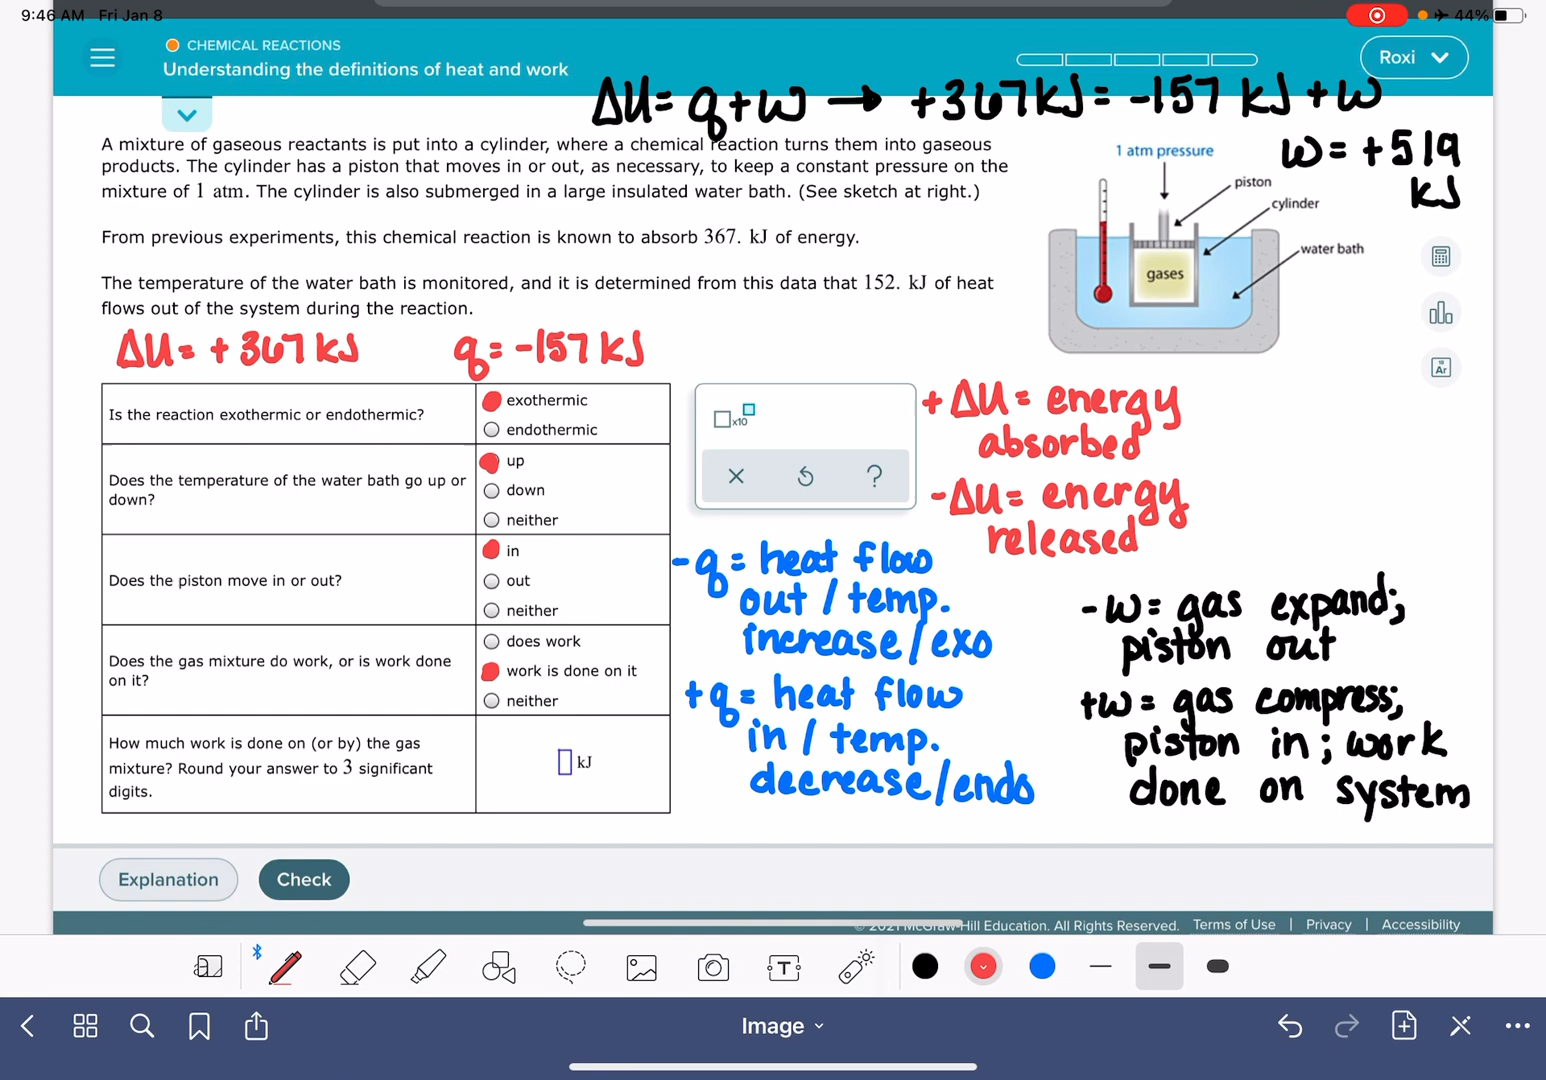 9:46 AM Fri Jan 8
44%
CHEMICAL REACTIONS
Understanding the definitions of heat and work
Roxi
ΔU= q+w → +367KJ= -157 KJ +w
w= +519
KJ
A mixture of gaseous reactants is put into a cylinder, where a chemical reaction turns them into gaseous
products. The cylinder has a piston that moves in or out, as necessary, to keep a constant pressure on the
mixture of 1 atm. The cylinder is also submerged in a large insulated water bath. (See sketch at right.)
From previous experiments, this chemical reaction is known to absorb 367. kJ of energy.
The temperature of the water bath is monitored, and it is determined from this data that 152. kJ of heat
flows out of the system during the reaction.
1 atm pressure
piston
cylinder
water bath
gases
18
Ar
ΔU= +367KJ
q= -157 KJ
Is the reaction exothermic or endothermic?
exothermic
endothermic
Does the temperature of the water bath go up or
down?
up
down
neither
Does the piston move in or out?
in
out
neither
Does the gas mixture do work, or is work done
on it?
does work
work is done on it
neither
How much work is done on (or by) the gas
mixture? Round your answer to 3 significant
digits.
kJ
x10
?
+ΔU= energy
absorbed
-ΔU= energy
released
-q= heat flow
out / temp.
increase/exo
+q= heat flow
in / temp.
decrease/endo
-w= gas expand;
piston out
+w= gas compress;
piston in; work
done on system
Explanation
Check
© 2021 McGraw-Hill Education. All Rights Reserved. Terms of Use | Privacy | Accessibility
T
Image